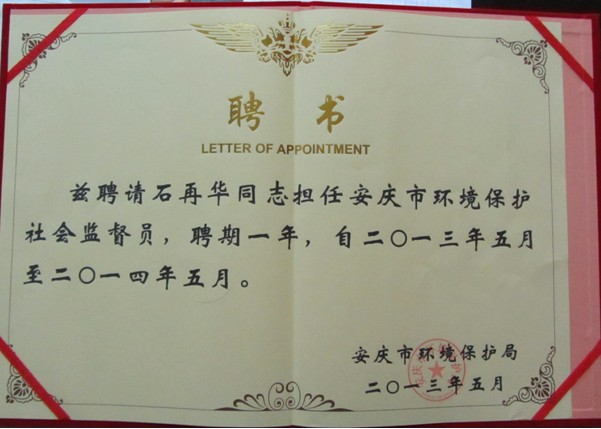 聘书
LETTER OF APPOINTMENT
兹聘请石再华同志担任安庆市环境保护
社会监督员，聘期一年，自二〇一三年五月
至二〇一四年五月。
安庆市环境保护局
二〇一三年五月